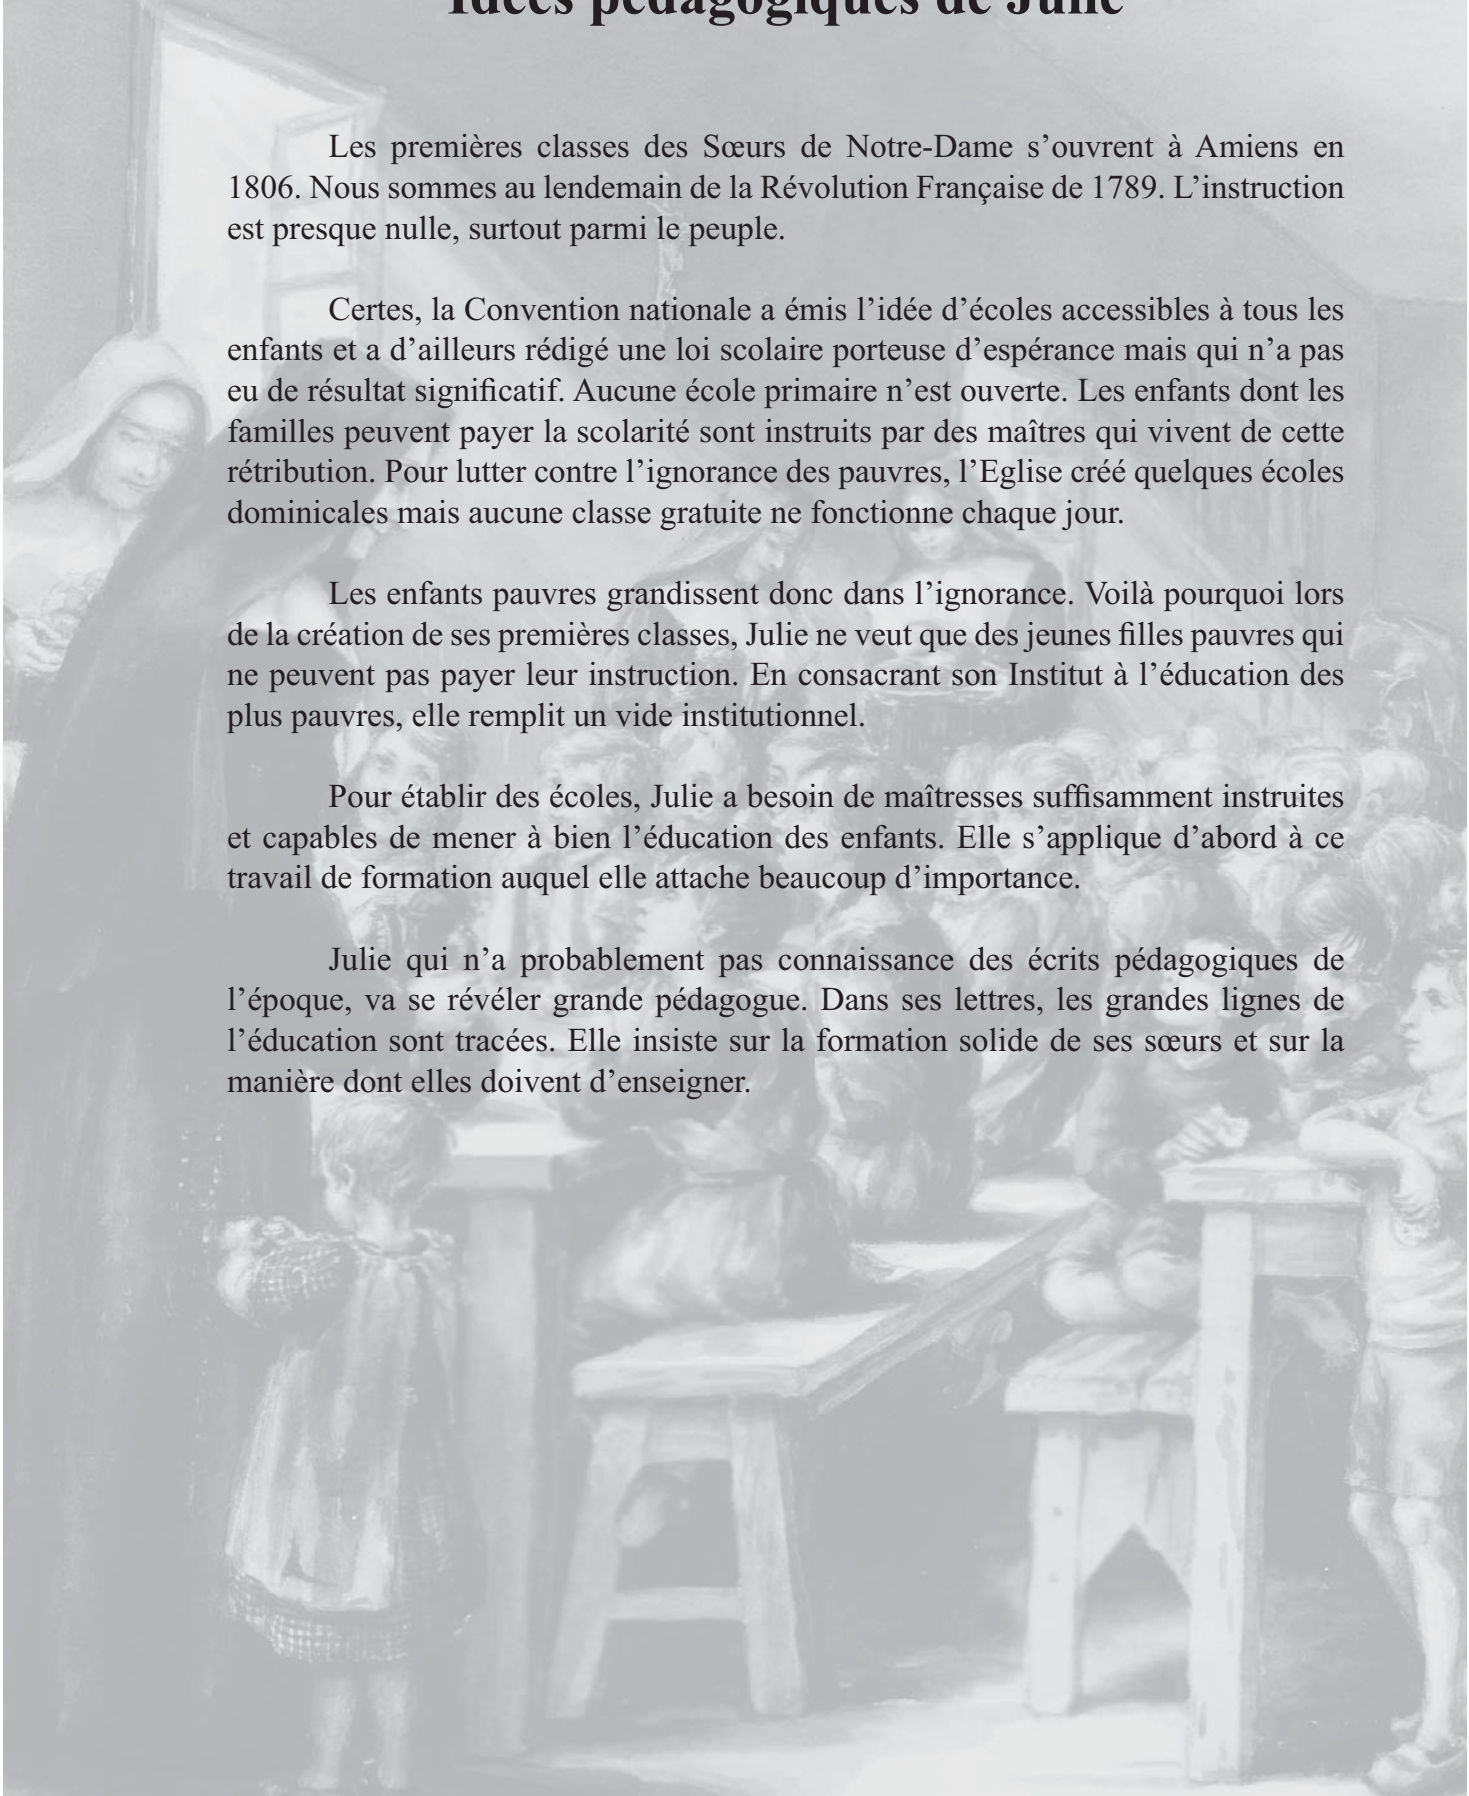 Idées pédagogiques de Julie
Les premières classes des Sœurs de Notre-Dame s’ouvrent à Amiens en
1806. Nous sommes au lendemain de la Révolution Française de 1789. L’instruction
est presque nulle, surtout parmi le peuple.
Certes, la Convention nationale a émis l’idée d’écoles accessibles à tous les
enfants et a d’ailleurs rédigé une loi scolaire porteuse d’espérance mais qui n’a pas
eu de résultat significatif. Aucune école primaire n’est ouverte. Les enfants dont les
familles peuvent payer la scolarité sont instruits par des maîtres qui vivent de cette
rétribution. Pour lutter contre l’ignorance des pauvres, l’Eglise créé quelques écoles
dominicales mais aucune classe gratuite ne fonctionne chaque jour.
Les enfants pauvres grandissent donc dans l’ignorance. Voilà pourquoi lors
de la création de ses premières classes, Julie ne veut que des jeunes filles pauvres qui
ne peuvent pas payer leur instruction. En consacrant son Institut à l’éducation des
plus pauvres, elle remplit un vide institutionnel.
Pour établir des écoles, Julie a besoin de maîtresses suffisamment instruites
et capables de mener à bien l’éducation des enfants. Elle s’applique d’abord à ce
travail de formation auquel elle attache beaucoup d’importance.
Julie qui n’a probablement pas connaissance des écrits pédagogiques de
l’époque, va se révéler grande pédagogue. Dans ses lettres, les grandes lignes de
l’éducation sont tracées. Elle insiste sur la formation solide de ses sœurs et sur la
manière dont elles doivent d’enseigner.